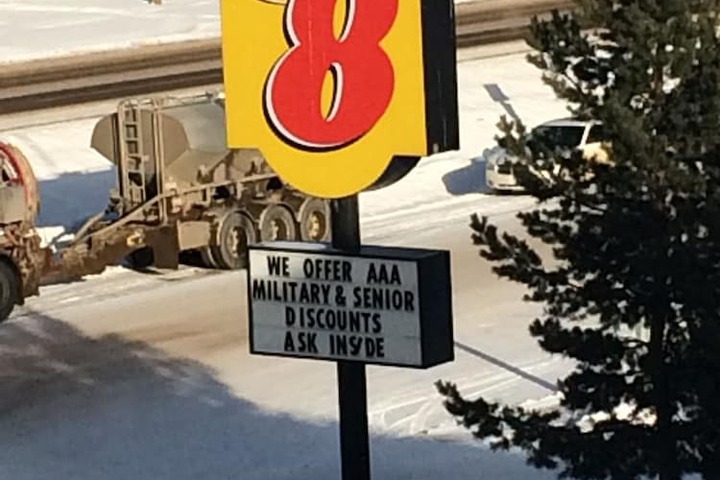 8
WE OFFER AAA
MILITARY & SENIOR
DISCOUNTS
ASK INS/DE